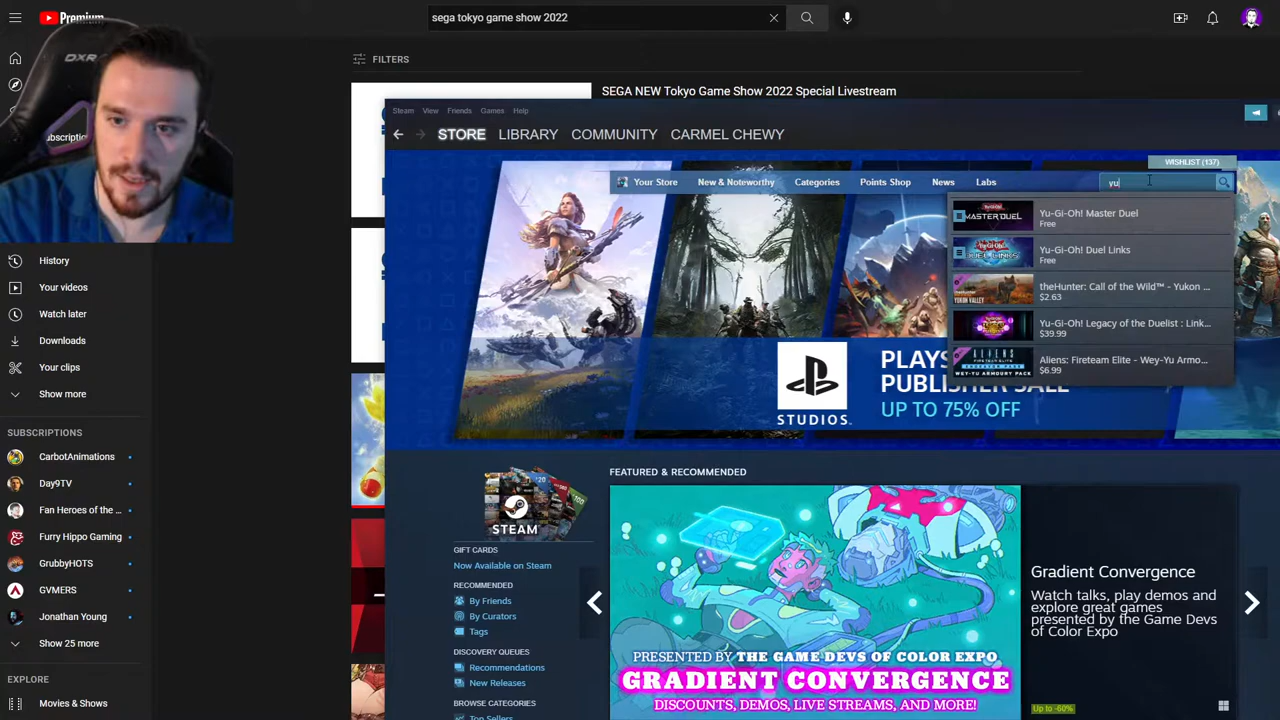 Premium
sega tokyo game show 2022
DXR
FILTERS
SEGA NEW Tokyo Game Show 2022 Special Livestream
Steam View Friends Games Help
STORE LIBRARY COMMUNITY CARMEL CHEWY
WISHLIST (137)
Your Store New & Noteworthy Categories Points Shop News Labs
yu
Yu-Gi-Oh! Master Duel
Free
MASTER DUEL
Yu-Gi-Oh! Duel Links
Free
theHunter: Call of the Wild™ - Yukon ...
$2.63
Yu-Gi-Oh! Legacy of the Duelist : Link...
$39.99
Aliens: Fireteam Elite - Wey-Yu Armo...
$6.99
STUDIOS
PLAYS
PUBLISHER SALE
UP TO 75% OFF
History
Your videos
Watch later
Downloads
Your clips
Show more
SUBSCRIPTIONS
CarbotAnimations
Day9TV
Fan Heroes of the ...
Furry Hippo Gaming
GrubbyHOTS
GVMERS
Jonathan Young
Show 25 more
EXPLORE
Movies & Shows
STEAM
GIFT CARDS
Now Available on Steam
RECOMMENDED
By Friends
By Curators
Tags
DISCOVERY QUEUES
Recommendations
New Releases
BROWSE CATEGORIES
Top Sellers
FEATURED & RECOMMENDED
PRESENTED BY THE GAME DEVS OF COLOR EXPO
GRADIENT CONVERGENCE
DISCOUNTS, DEMOS, LIVE STREAMS, AND MORE!
Gradient Convergence
Watch talks, play demos and
explore great games
presented by the Game Devs
of Color Expo
Up to -60%